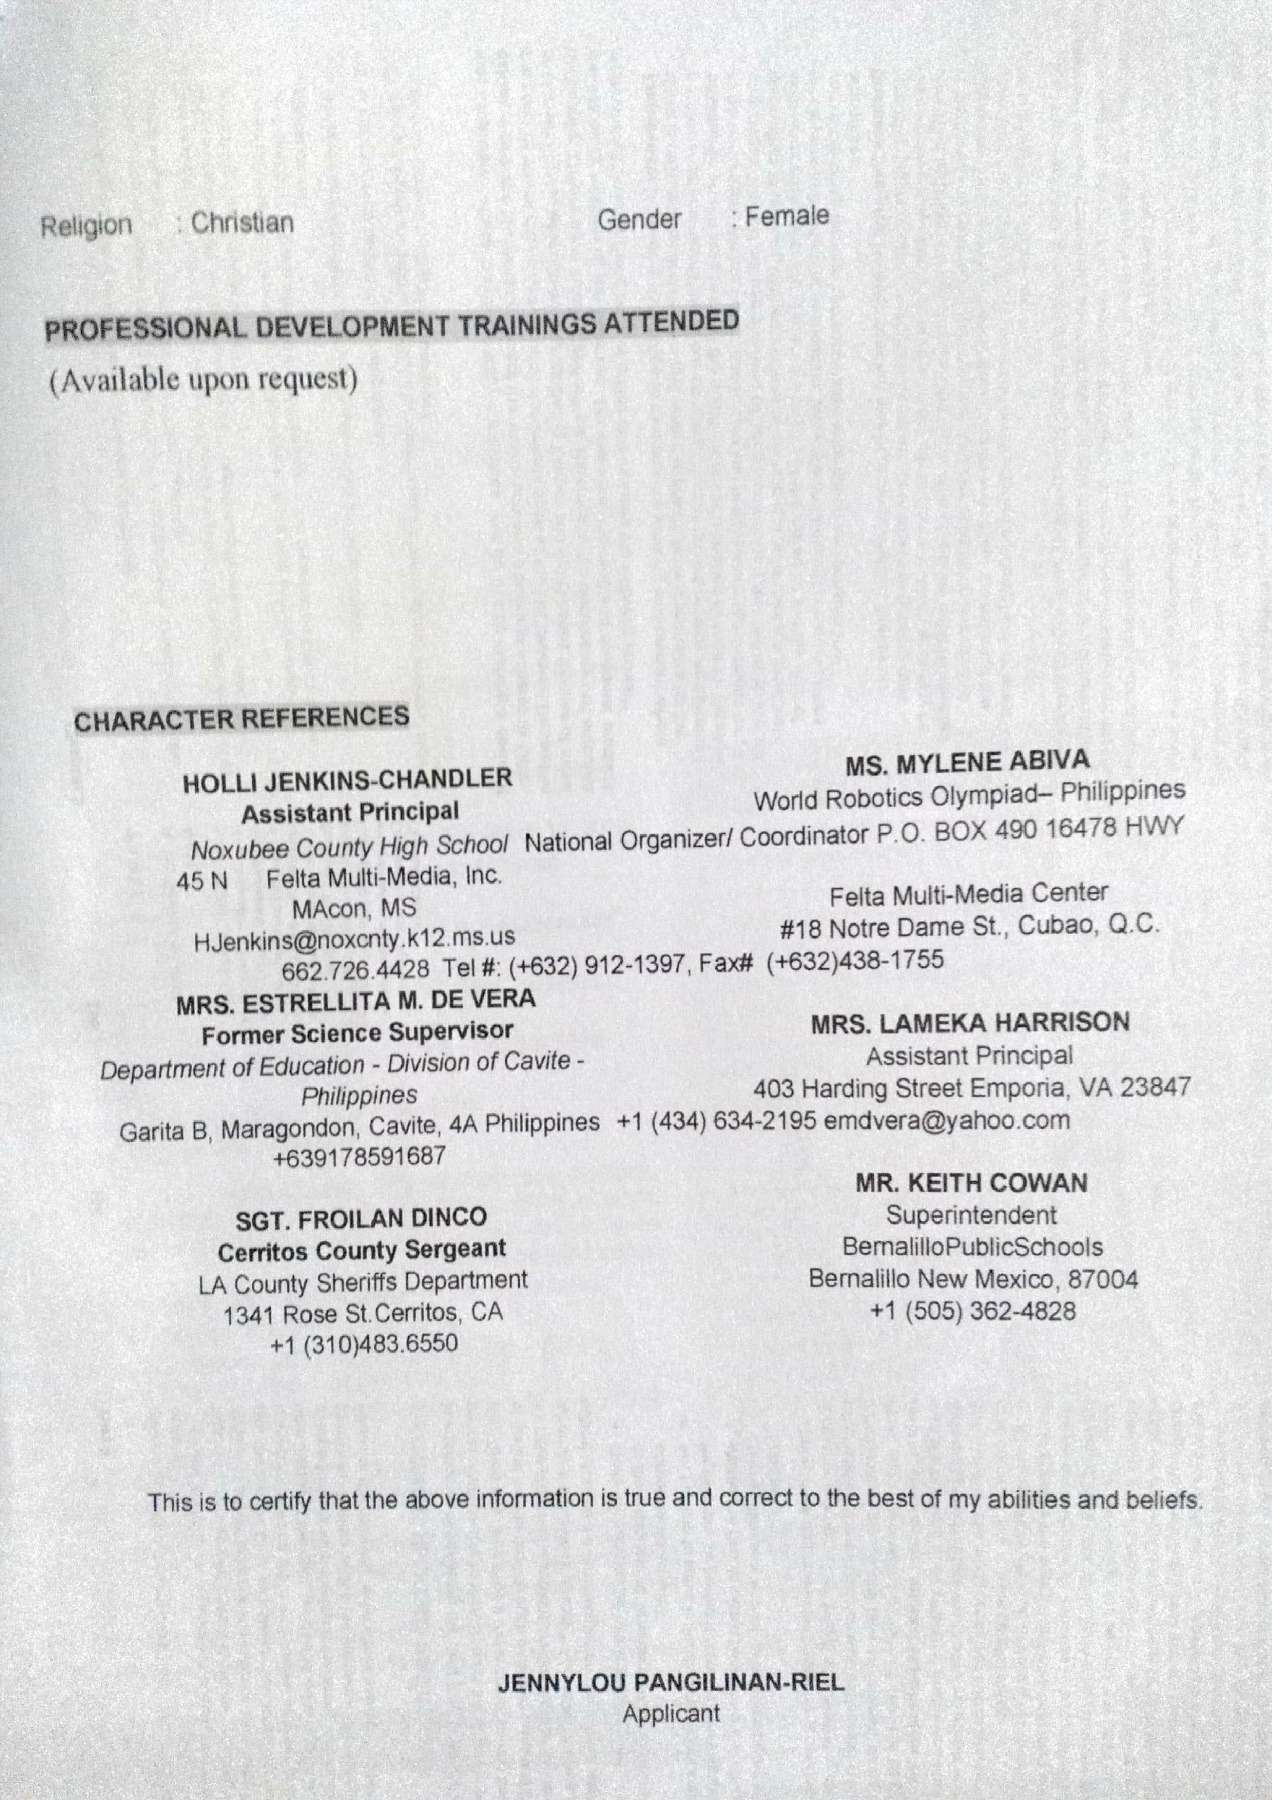 Religion : Christian Gender : Female
PROFESSIONAL DEVELOPMENT TRAININGS ATTENDED
(Available upon request)
CHARACTER REFERENCES
HOLLI JENKINS-CHANDLER MS. MYLENE ABIVA
Assistant Principal World Robotics Olympiad– Philippines
Noxubee County High School National Organizer/ Coordinator P.O. BOX 490 16478 HWY
45 N Felta Multi-Media, Inc.
Felta Multi-Media Center
MAcon, MS
#18 Notre Dame St., Cubao, Q.C.
HJenkins@noxcnty.k12.ms.us
662.726.4428 Tel #: (+632) 912-1397, Fax# (+632)438-1755
MRS. ESTRELLITA M. DE VERA
Former Science Supervisor MRS. LAMEKA HARRISON
Department of Education - Division of Cavite - Assistant Principal
Philippines 403 Harding Street Emporia, VA 23847
Garita B, Maragondon, Cavite, 4A Philippines +1 (434) 634-2195 emdvera@yahoo.com
+639178591687
MR. KEITH COWAN
SGT. FROILAN DINCO Superintendent
Cerritos County Sergeant BernalilloPublicSchools
LA County Sheriffs Department Bernalillo New Mexico, 87004
1341 Rose St.Cerritos, CA +1 (505) 362-4828
+1 (310)483.6550
This is to certify that the above information is true and correct to the best of my abilities and beliefs.
JENNYLOU PANGILINAN-RIEL
Applicant